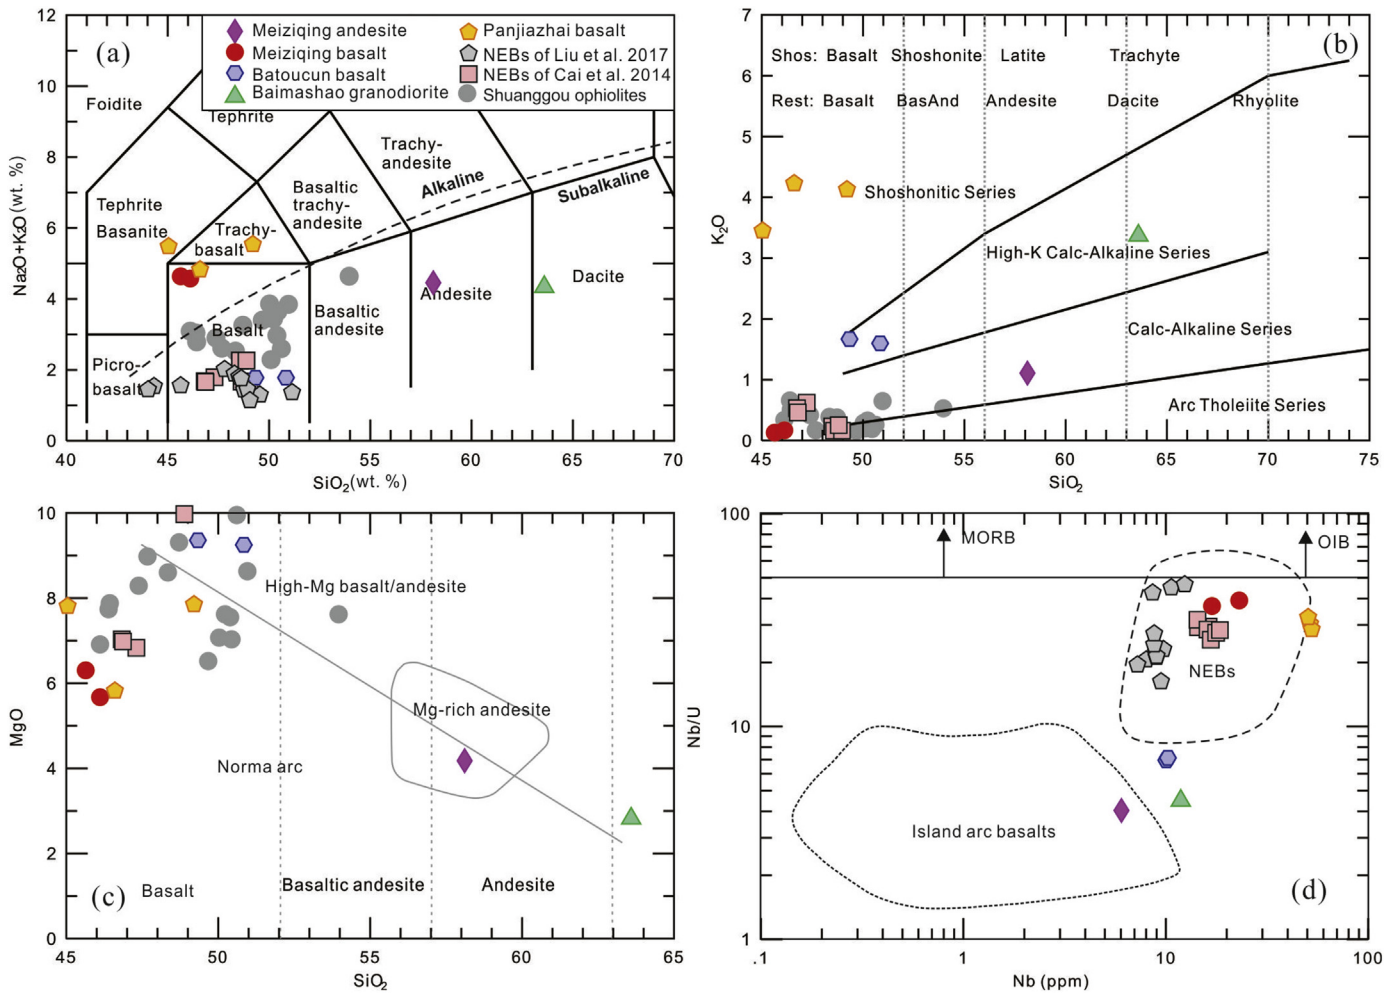 (a)
Meiziqing andesite
Meiziqing basalt
Batoucun basalt
Baimashao granodiorite
Panjiazhai basalt
NEBs of Liu et al. 2017
NEBs of Cai et al. 2014
Shuanggou ophiolites
12
10
8
6
4
2
0
Na2O+K2O(wt. %)
Foidite
Tephrite
Tephrite
Basanite
Trachy-
basalt
Basaltic
trachy-
andesite
Trachy-
andesite
Alkaline
Subalkaline
Picro-
basalt
Basalt
Basaltic
andesite
Andesite
Dacite
40
45
50
55
60
65
70
SiO2(wt. %)
(b)
7
6
5
4
3
2
1
0
K2O
Shos: Basalt Shoshonite Latite Trachyte
Rest: Basalt BasAnd Andesite Dacite Rhyolite
Shoshonitic Series
High-K Calc-Alkaline Series
Calc-Alkaline Series
Arc Tholeiite Series
45
50
55
60
65
70
75
SiO2
10
8
6
4
2
0
MgO
High-Mg basalt/andesite
Mg-rich andesite
Norma arc
(c)
Basalt
Basaltic andesite
Andesite
45
50
55
60
65
SiO2
100
10
1
Nb/U
MORB
OIB
NEBs
Island arc basalts
(d)
.1
1
10
100
Nb (ppm)